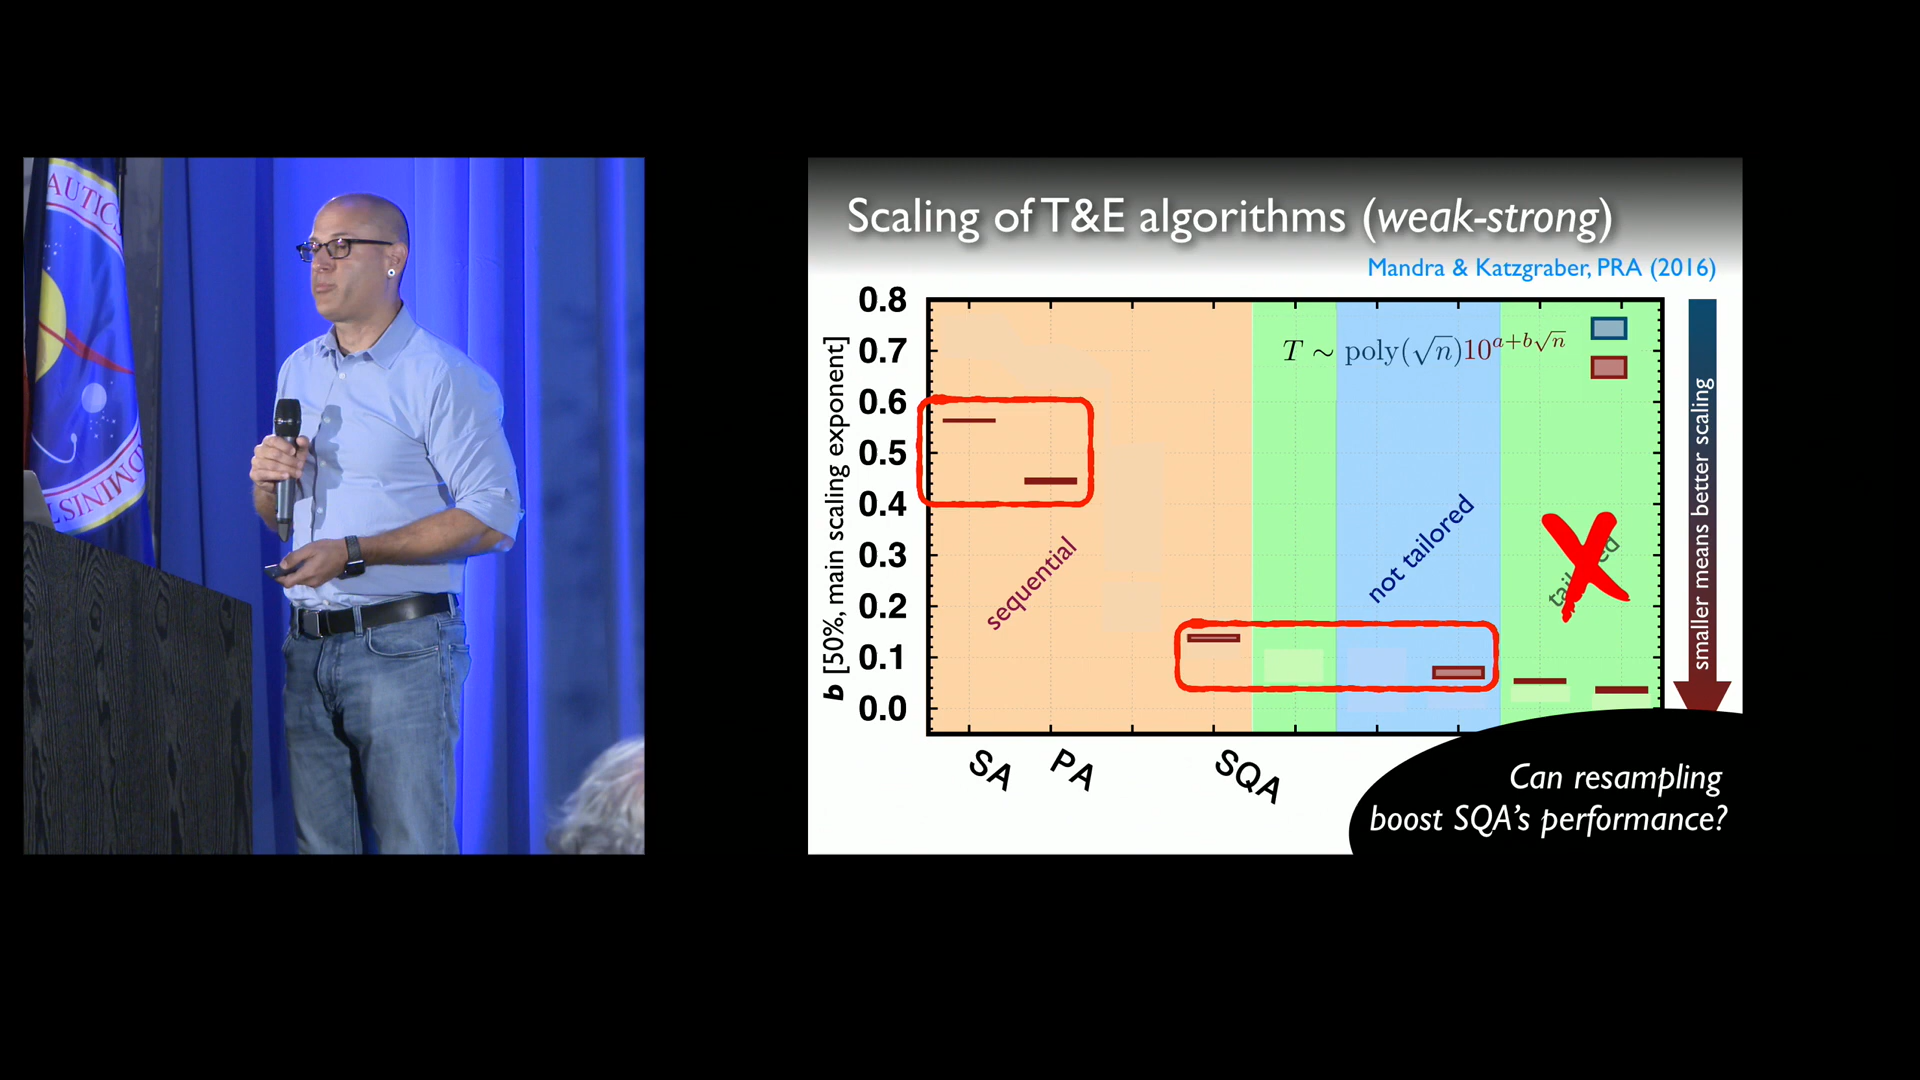 AUTIC
DMINIS
Scaling of T&E algorithms (weak-strong)
Mandra & Katzgraber, PRA (2016)
b [50%, main scaling exponent]
0.8
0.7
0.6
0.5
0.4
0.3
0.2
0.1
0.0
T ~ poly(√n)10^{a+b√n}
sequential
not tailored
smaller means better scaling
SA
PA
SQA
Can resampling
boost SQA's performance?